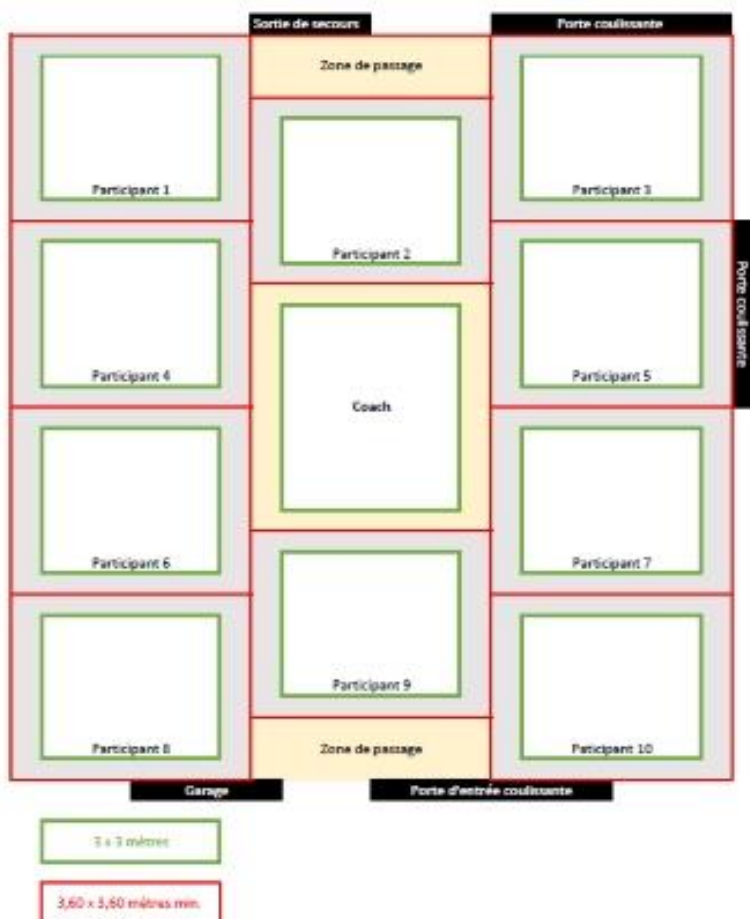 Sortie de secours
Porte coulissante
Zone de passage
Participant 1
Participant 3
Participant 2
Porte coulissante
Participant 4
Participant 5
Coach
Participant 6
Participant 7
Participant 9
Participant 8
Paticipant 10
Zone de passage
Garage
Porte d'entrée coulissante
3 x 3 mètres
3,60 x 3,60 mètres min.